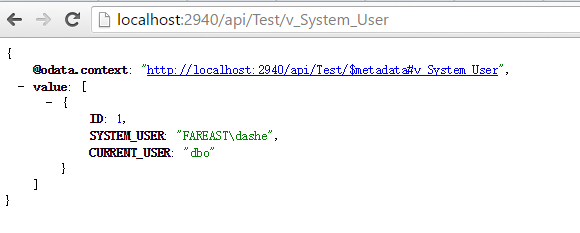 localhost:2940/api/Test/v_System_User
{
@odata.context: "http://localhost:2940/api/Test/$metadata#v_System_User",
- value: [
- {
ID: 1,
SYSTEM_USER: "FAREAST\dashe",
CURRENT_USER: "dbo"
}
]
}